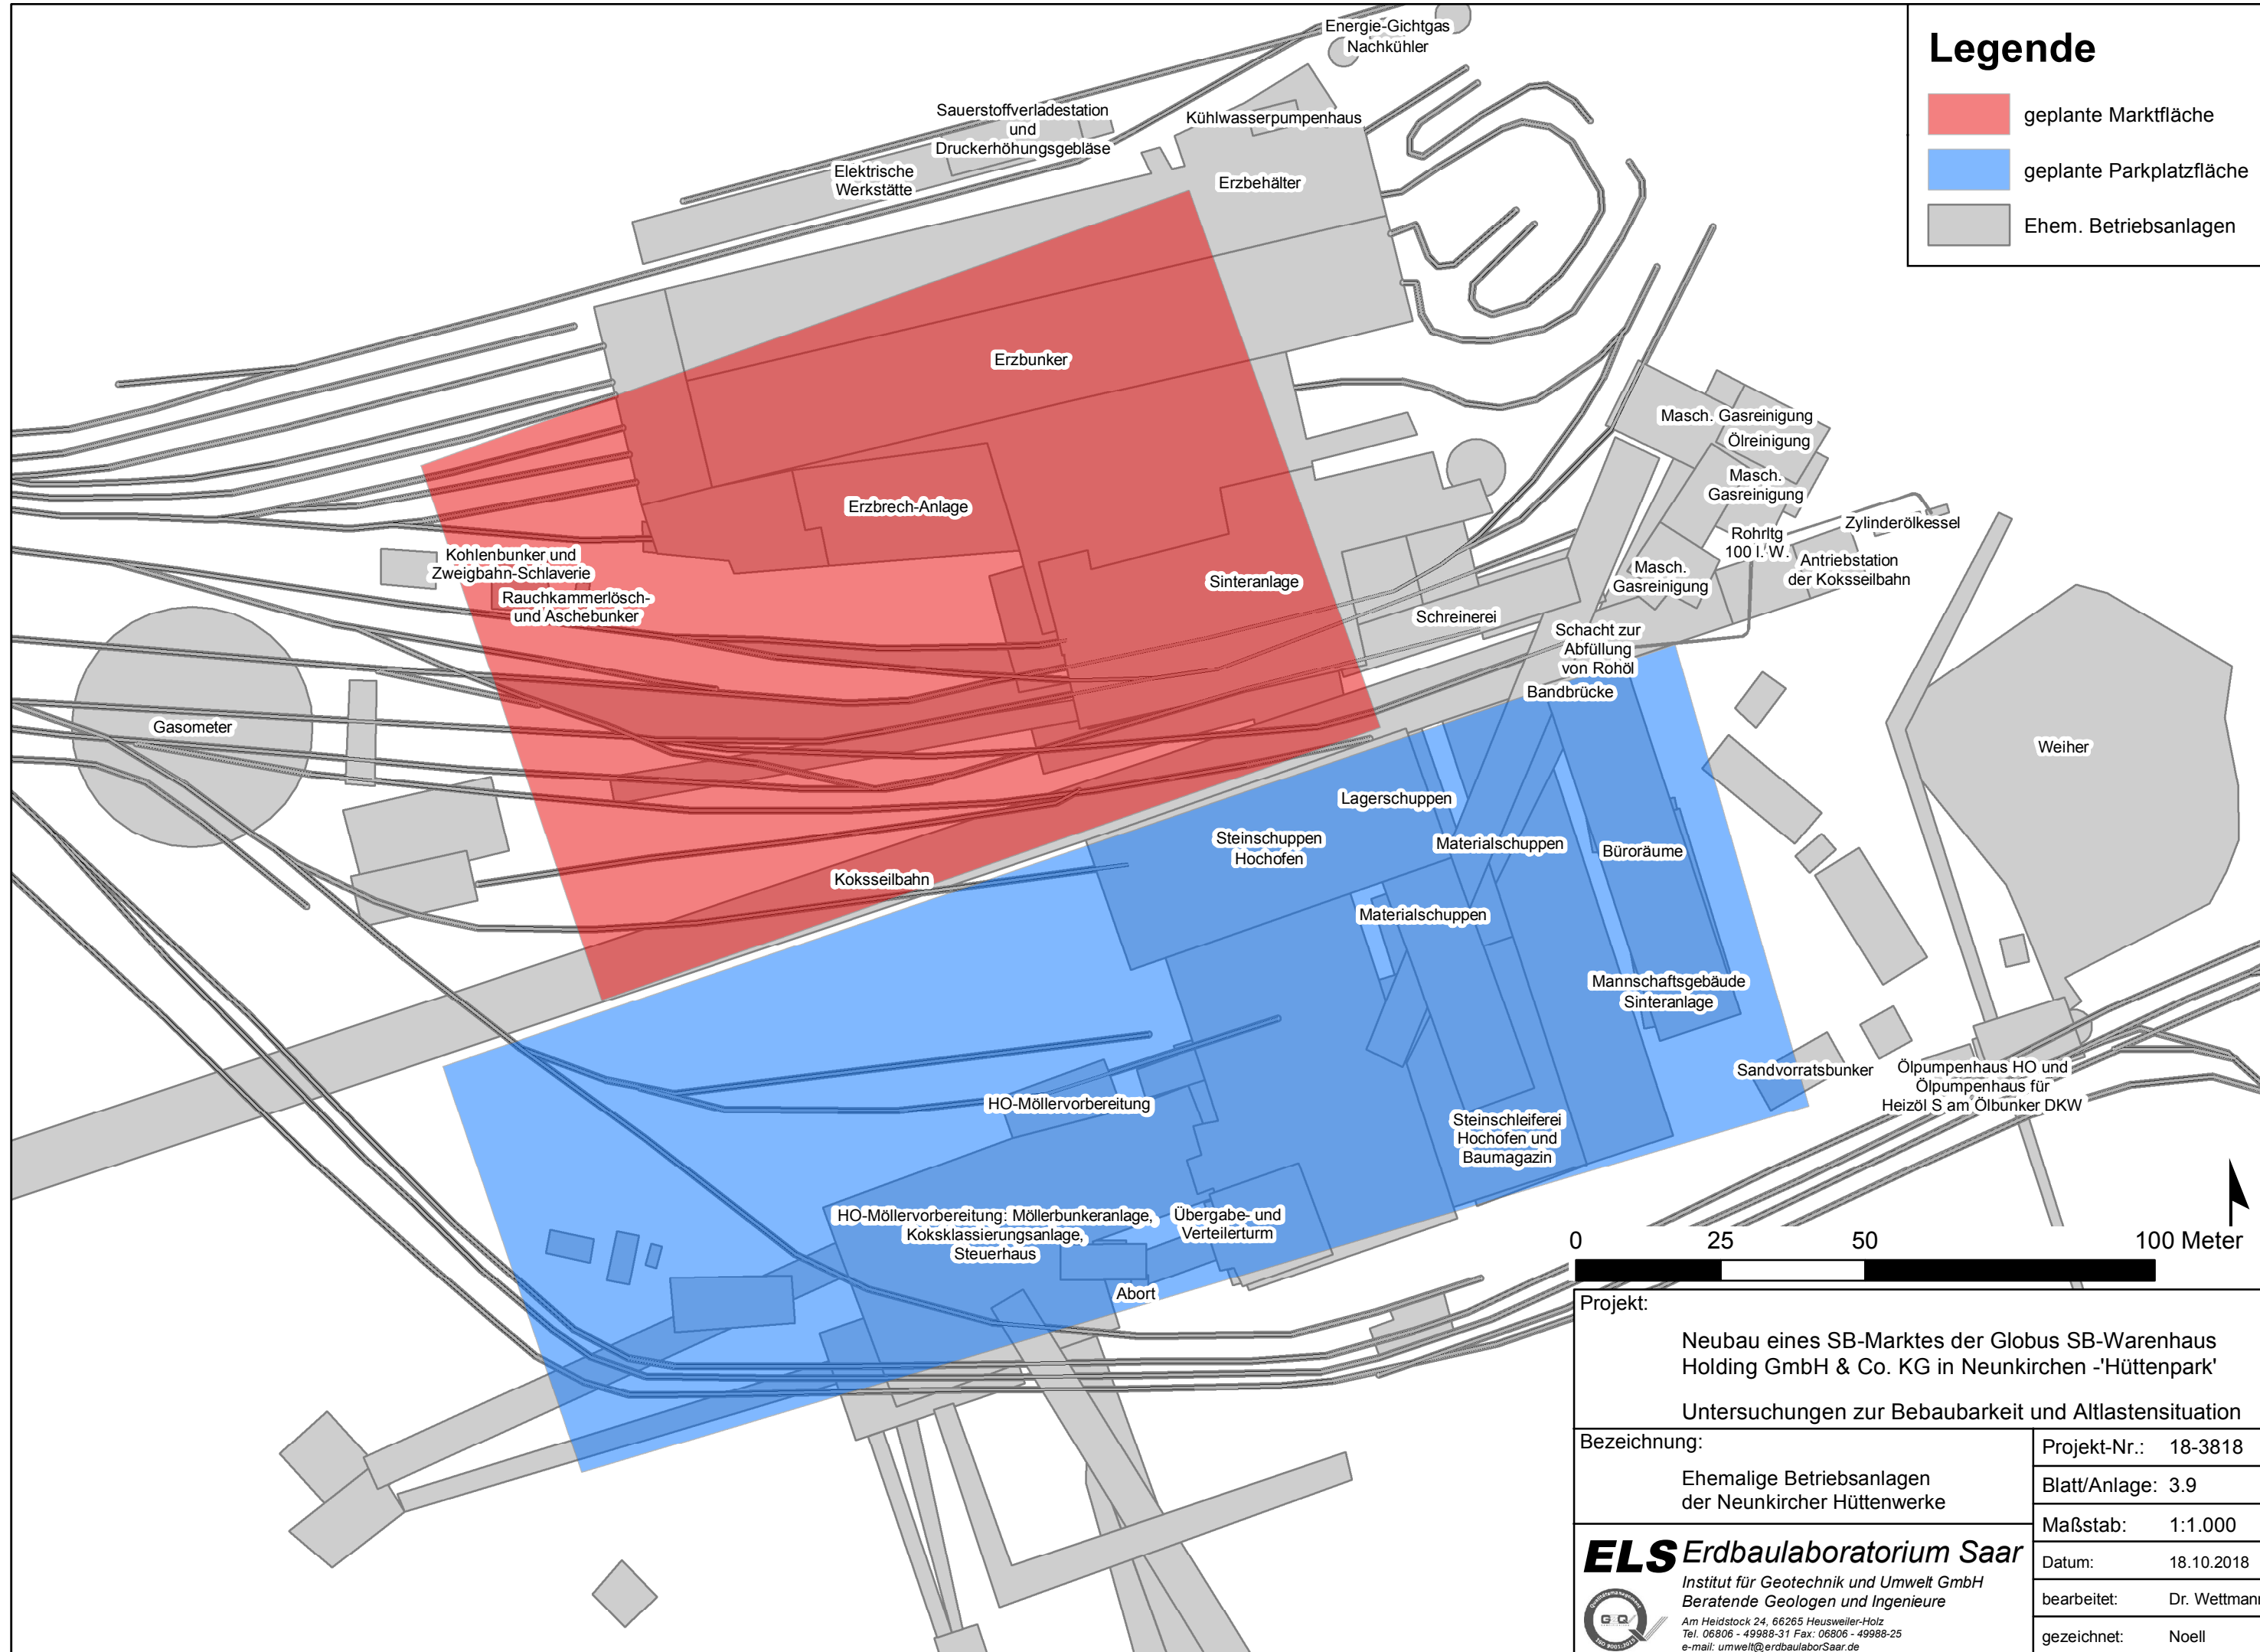 Energie-Gichtgas
Nachkühler
Sauerstoffverladestation
und
Druckerhöhungsgebläse
Kühlwasserpumpenhaus
Elektrische
Werkstätte
Erzbehälter
Legende
geplante Marktfläche
geplante Parkplatzfläche
Ehem. Betriebsanlagen
Erzbunker
Masch. Gasreinigung
Ölreinigung
Masch.
Gasreinigung
Erzbrech-Anlage
Zylinderölkessel
Rohrltg
100 l. W.
Kohlenbunker und
Zweigbahn-Schlaverie
Antriebstation
der Koksseilbahn
Masch.
Gasreinigung
Sinteranlage
Rauchkammerlösch-
und Aschebunker
Schreinerei
Schacht zur
Abfüllung
von Rohöl
Bandbrücke
Gasometer
Weiher
Lagerschuppen
Steinschuppen
Hochofen
Materialschuppen
Büroräume
Koksseilbahn
Materialschuppen
Mannschaftsgebäude
Sinteranlage
Sandvorratsbunker
Ölpumpenhaus HO und
Ölpumpenhaus für
Heizöl S am Ölbunker DKW
HO-Möllervorbereitung
Steinschleiferei
Hochofen und
Baumagazin
HO-Möllervorbereitung: Möllerbunkeranlage,
Koksklassierungsanlage,
Steuerhaus
Übergabe- und
Verteilerturm
Abort
0 25 50 100 Meter
Projekt:
Neubau eines SB-Marktes der Globus SB-Warenhaus
Holding GmbH & Co. KG in Neunkirchen -'Hüttenpark'
Untersuchungen zur Bebaubarkeit und Altlastensituation
Bezeichnung:
Ehemalige Betriebsanlagen
der Neunkircher Hüttenwerke
Projekt-Nr.: 18-3818
Blatt/Anlage: 3.9
Maßstab: 1:1.000
Datum: 18.10.2018
bearbeitet: Dr. Wettmann
gezeichnet: Noell
ELS Erdbaulaboratorium Saar
Institut für Geotechnik und Umwelt GmbH
Beratende Geologen und Ingenieure
Am Heidstock 24, 66265 Heusweiler-Holz
Tel. 06806 - 49988-31 Fax: 06806 - 49988-25
e-mail: umwelt@erdbaulaborSaar.de